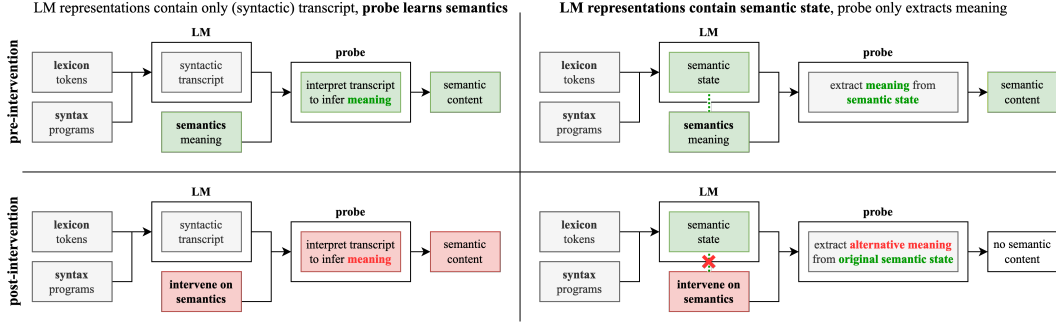 LM representations contain only (syntactic) transcript, probe learns semantics
LM representations contain semantic state, probe only extracts meaning
pre-intervention
LM
lexicon
tokens
syntax
programs
syntactic
transcript
semantics
meaning
probe
interpret transcript
to infer meaning
semantic
content
LM
lexicon
tokens
syntax
programs
semantic
state
semantics
meaning
probe
extract meaning from
semantic state
semantic
content
post-intervention
LM
lexicon
tokens
syntax
programs
syntactic
transcript
intervene on
semantics
probe
interpret transcript
to infer meaning
semantic
content
LM
lexicon
tokens
syntax
programs
semantic
state
intervene on
semantics
probe
extract alternative meaning
from original semantic state
no semantic
content